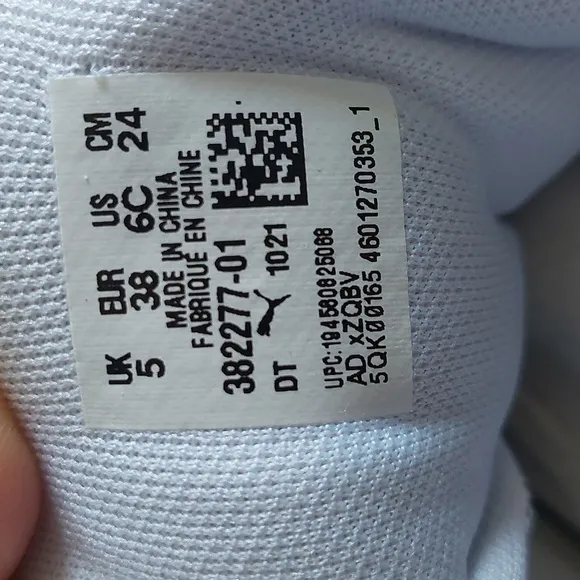 UK EUR US CM
5 38 6C 24
MADE IN CHINA
FABRIQUÉ EN CHINE
382277-01
DT 1021
UPC:194580825088
AD xZQBV
5QK00165 4601270353_1